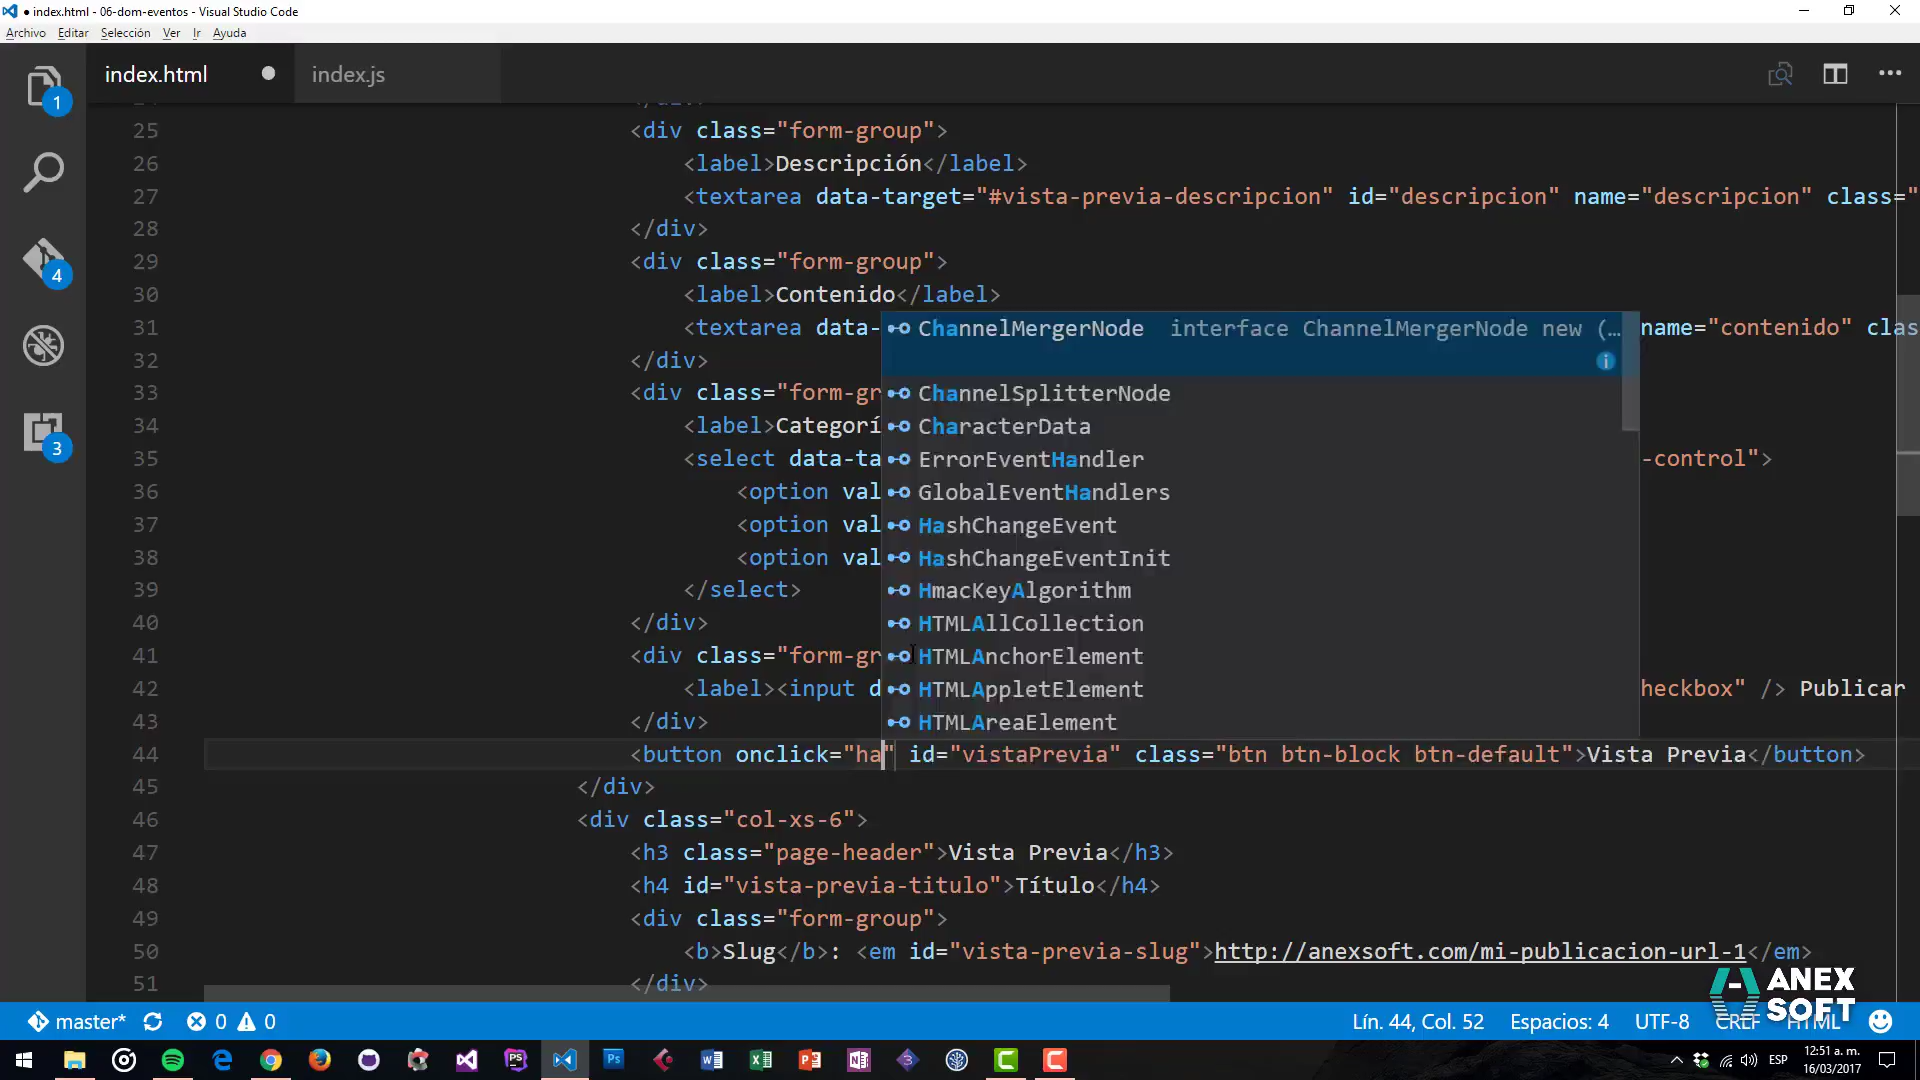 ● index.html - 06-dom-eventos - Visual Studio Code
Archivo Editar Selección Ver Ir Ayuda
index.html ● index.js
25 <div class="form-group">
26 <label>Descripción</label>
27 <textarea data-target="#vista-previa-descripcion" id="descripcion" name="descripcion" class="
28 </div>
29 <div class="form-group">
30 <label>Contenido</label>
31 <textarea data- name="contenido" clas
32 </div>
33 <div class="form-gr
34 <label>Categorí
35 <select data-ta -control">
36 <option val
37 <option val
38 <option val
39 </select>
40 </div>
41 <div class="form-gr
42 <label><input d heckbox" /> Publicar
43 </div>
44 <button onclick="ha" id="vistaPrevia" class="btn btn-block btn-default">Vista Previa</button>
45 </div>
46 <div class="col-xs-6">
47 <h3 class="page-header">Vista Previa</h3>
48 <h4 id="vista-previa-titulo">Título</h4>
49 <div class="form-group">
50 <b>Slug</b>: <em id="vista-previa-slug">http://anexsoft.com/mi-publicacion-url-1</em>
51 </div>
ChannelMergerNode interface ChannelMergerNode new (…
ChannelSplitterNode
CharacterData
ErrorEventHandler
GlobalEventHandlers
HashChangeEvent
HashChangeEventInit
HmacKeyAlgorithm
HTMLAllCollection
HTMLAnchorElement
HTMLAppletElement
HTMLAreaElement
1
4
3
ANEX
SOFT
master* 0 0 Lín. 44, Col. 52 Espacios: 4 UTF-8 CRLF HTML
ESP 12:51 a. m.
16/03/2017